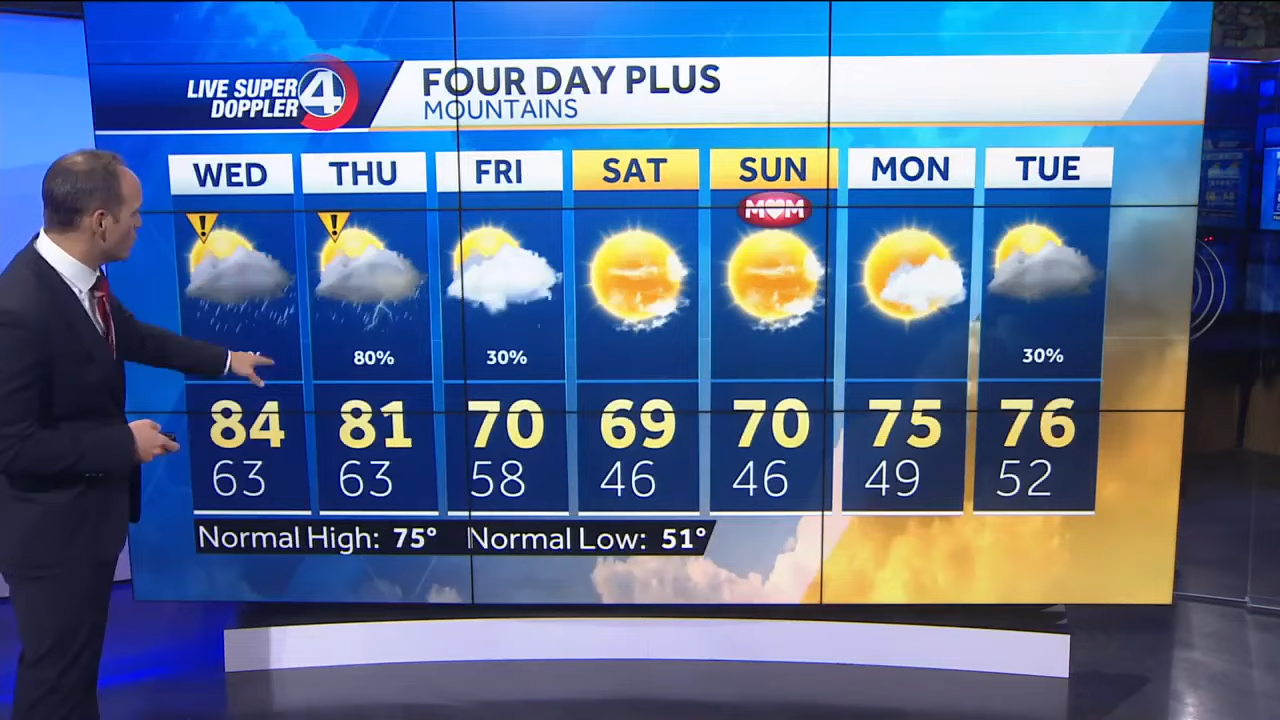 LIVE SUPER
DOPPLER 4
FOUR DAY PLUS
MOUNTAINS
WED THU FRI SAT SUN MON TUE
MOM
80% 30% 30%
84 81 70 69 70 75 76
63 63 58 46 46 49 52
Normal High: 75° Normal Low: 51°